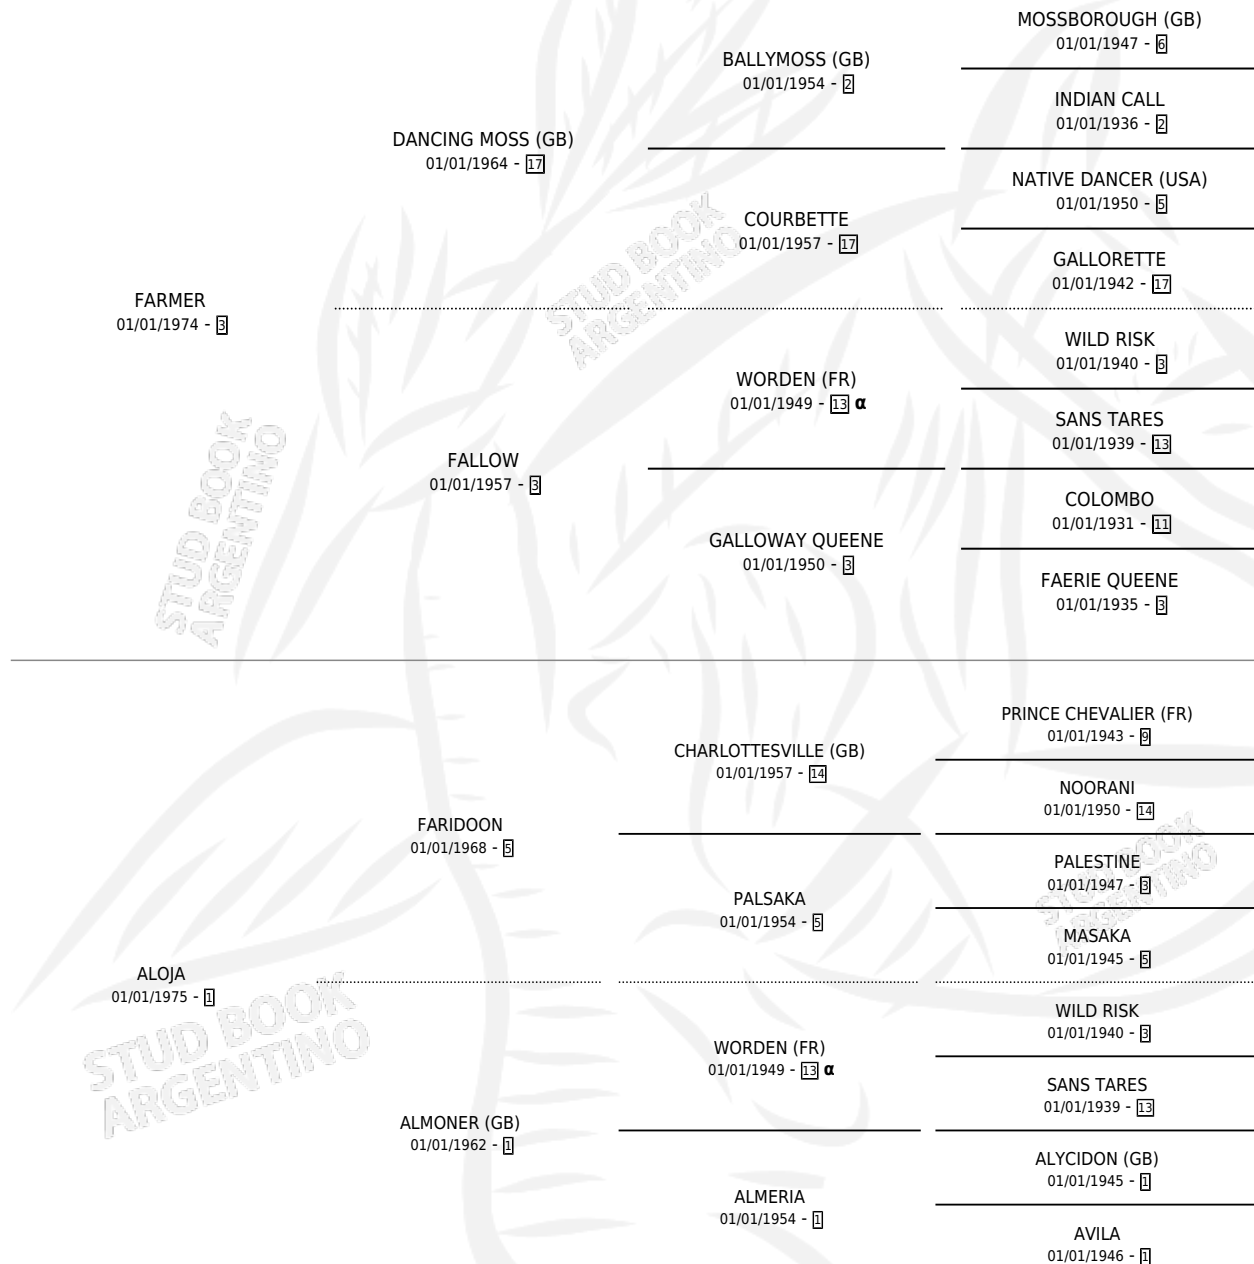 MOSSBOROUGH (GB)
01/01/1947 - 6
BALLYMOSS (GB)
01/01/1954 - 2
INDIAN CALL
01/01/1936 - 2
DANCING MOSS (GB)
01/01/1964 - 17
NATIVE DANCER (USA)
01/01/1950 - 5
COURBETTE
01/01/1957 - 17
GALLORETTE
01/01/1942 - 17
FARMER
01/01/1974 - 3
WILD RISK
01/01/1940 - 3
WORDEN (FR)
01/01/1949 - 13 α
SANS TARES
01/01/1939 - 13
FALLOW
01/01/1957 - 3
COLOMBO
01/01/1931 - 11
GALLOWAY QUEENE
01/01/1950 - 3
FAERIE QUEENE
01/01/1935 - 3
PRINCE CHEVALIER (FR)
01/01/1943 - 9
CHARLOTTESVILLE (GB)
01/01/1957 - 14
NOORANI
01/01/1950 - 14
FARIDOON
01/01/1968 - 5
PALESTINE
01/01/1947 - 3
PALSAKA
01/01/1954 - 5
MASAKA
01/01/1945 - 5
ALOJA
01/01/1975 - 1
WILD RISK
01/01/1940 - 3
WORDEN (FR)
01/01/1949 - 13 α
SANS TARES
01/01/1939 - 13
ALMONER (GB)
01/01/1962 - 1
ALYCIDON (GB)
01/01/1945 - 1
ALMERIA
01/01/1954 - 1
AVILA
01/01/1946 - 1
STUD BOOK
ARGENTINO
STUD BOOK
ARGENTINO
STUD BOOK
ARGENTINO
STUD BOOK
ARGENTINO